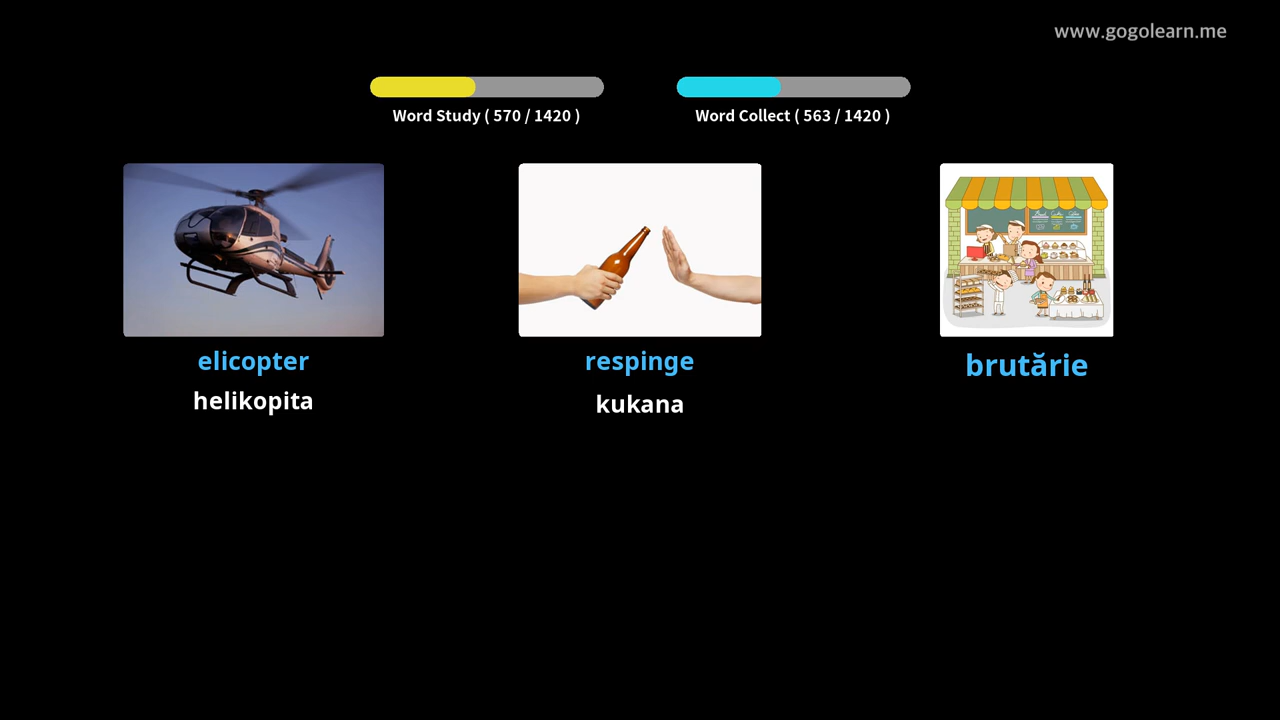 www.gogolearn.me
Word Study ( 570 / 1420 )
Word Collect ( 563 / 1420 )
elicopter
helikopita
respinge
kukana
brutărie